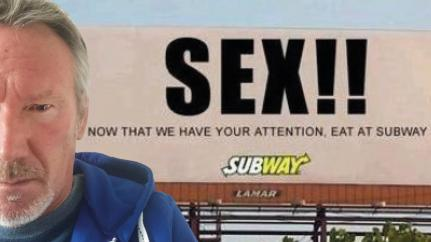 SEX!!
NOW THAT WE HAVE YOUR ATTENTION, EAT AT SUBWAY
SUBWAY
LAMAR